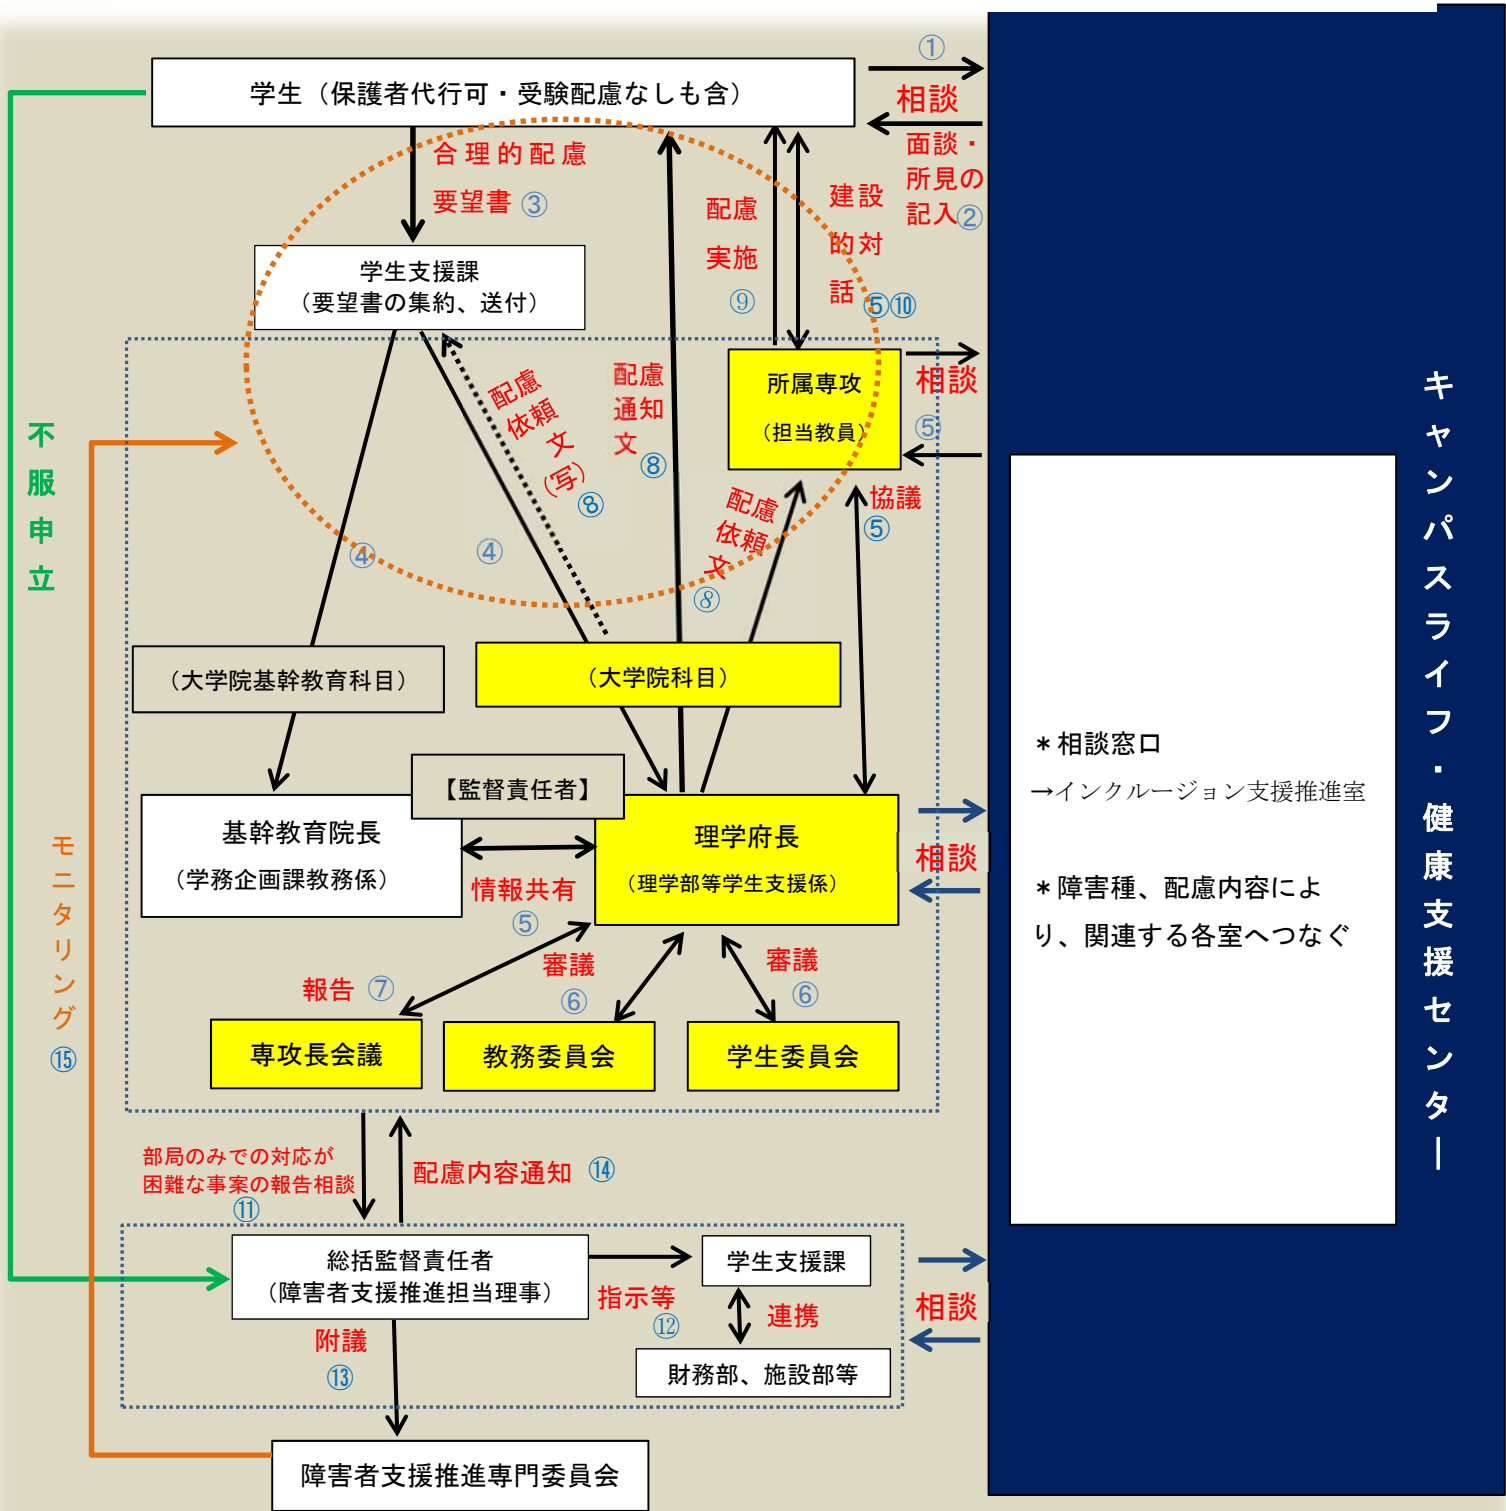 ①
学生（保護者代行可・受験配慮なしも含）
相談
面談・
所見の
記入②
合理的配慮
要望書 ③
配慮
実施
⑨
建設
的対
話 ⑤⑩
学生支援課
（要望書の集約、送付）
配慮
依頼
文
(写)
⑧
配慮
通知
文
⑧
所属専攻
（担当教員）
相談
⑤
配慮
依頼
文
⑧
協議
⑤
④
④
不服申立
（大学院基幹教育科目）
（大学院科目）
【監督責任者】
基幹教育院長
（学務企画課教務係）
情報共有
⑤
理学府長
（理学部等学生支援係）
相談
報告 ⑦
審議
⑥
審議
⑥
専攻長会議
教務委員会
学生委員会
モニタリング
⑮
部局のみでの対応が
困難な事案の報告相談
⑪
配慮内容通知 ⑭
総括監督責任者
（障害者支援推進担当理事）
指示等
⑫
学生支援課
連携
財務部、施設部等
相談
附議
⑬
障害者支援推進専門委員会
＊相談窓口
→インクルージョン支援推進室
＊障害種、配慮内容によ
り、関連する各室へつなぐ
キャンパスライフ・健康支援センター